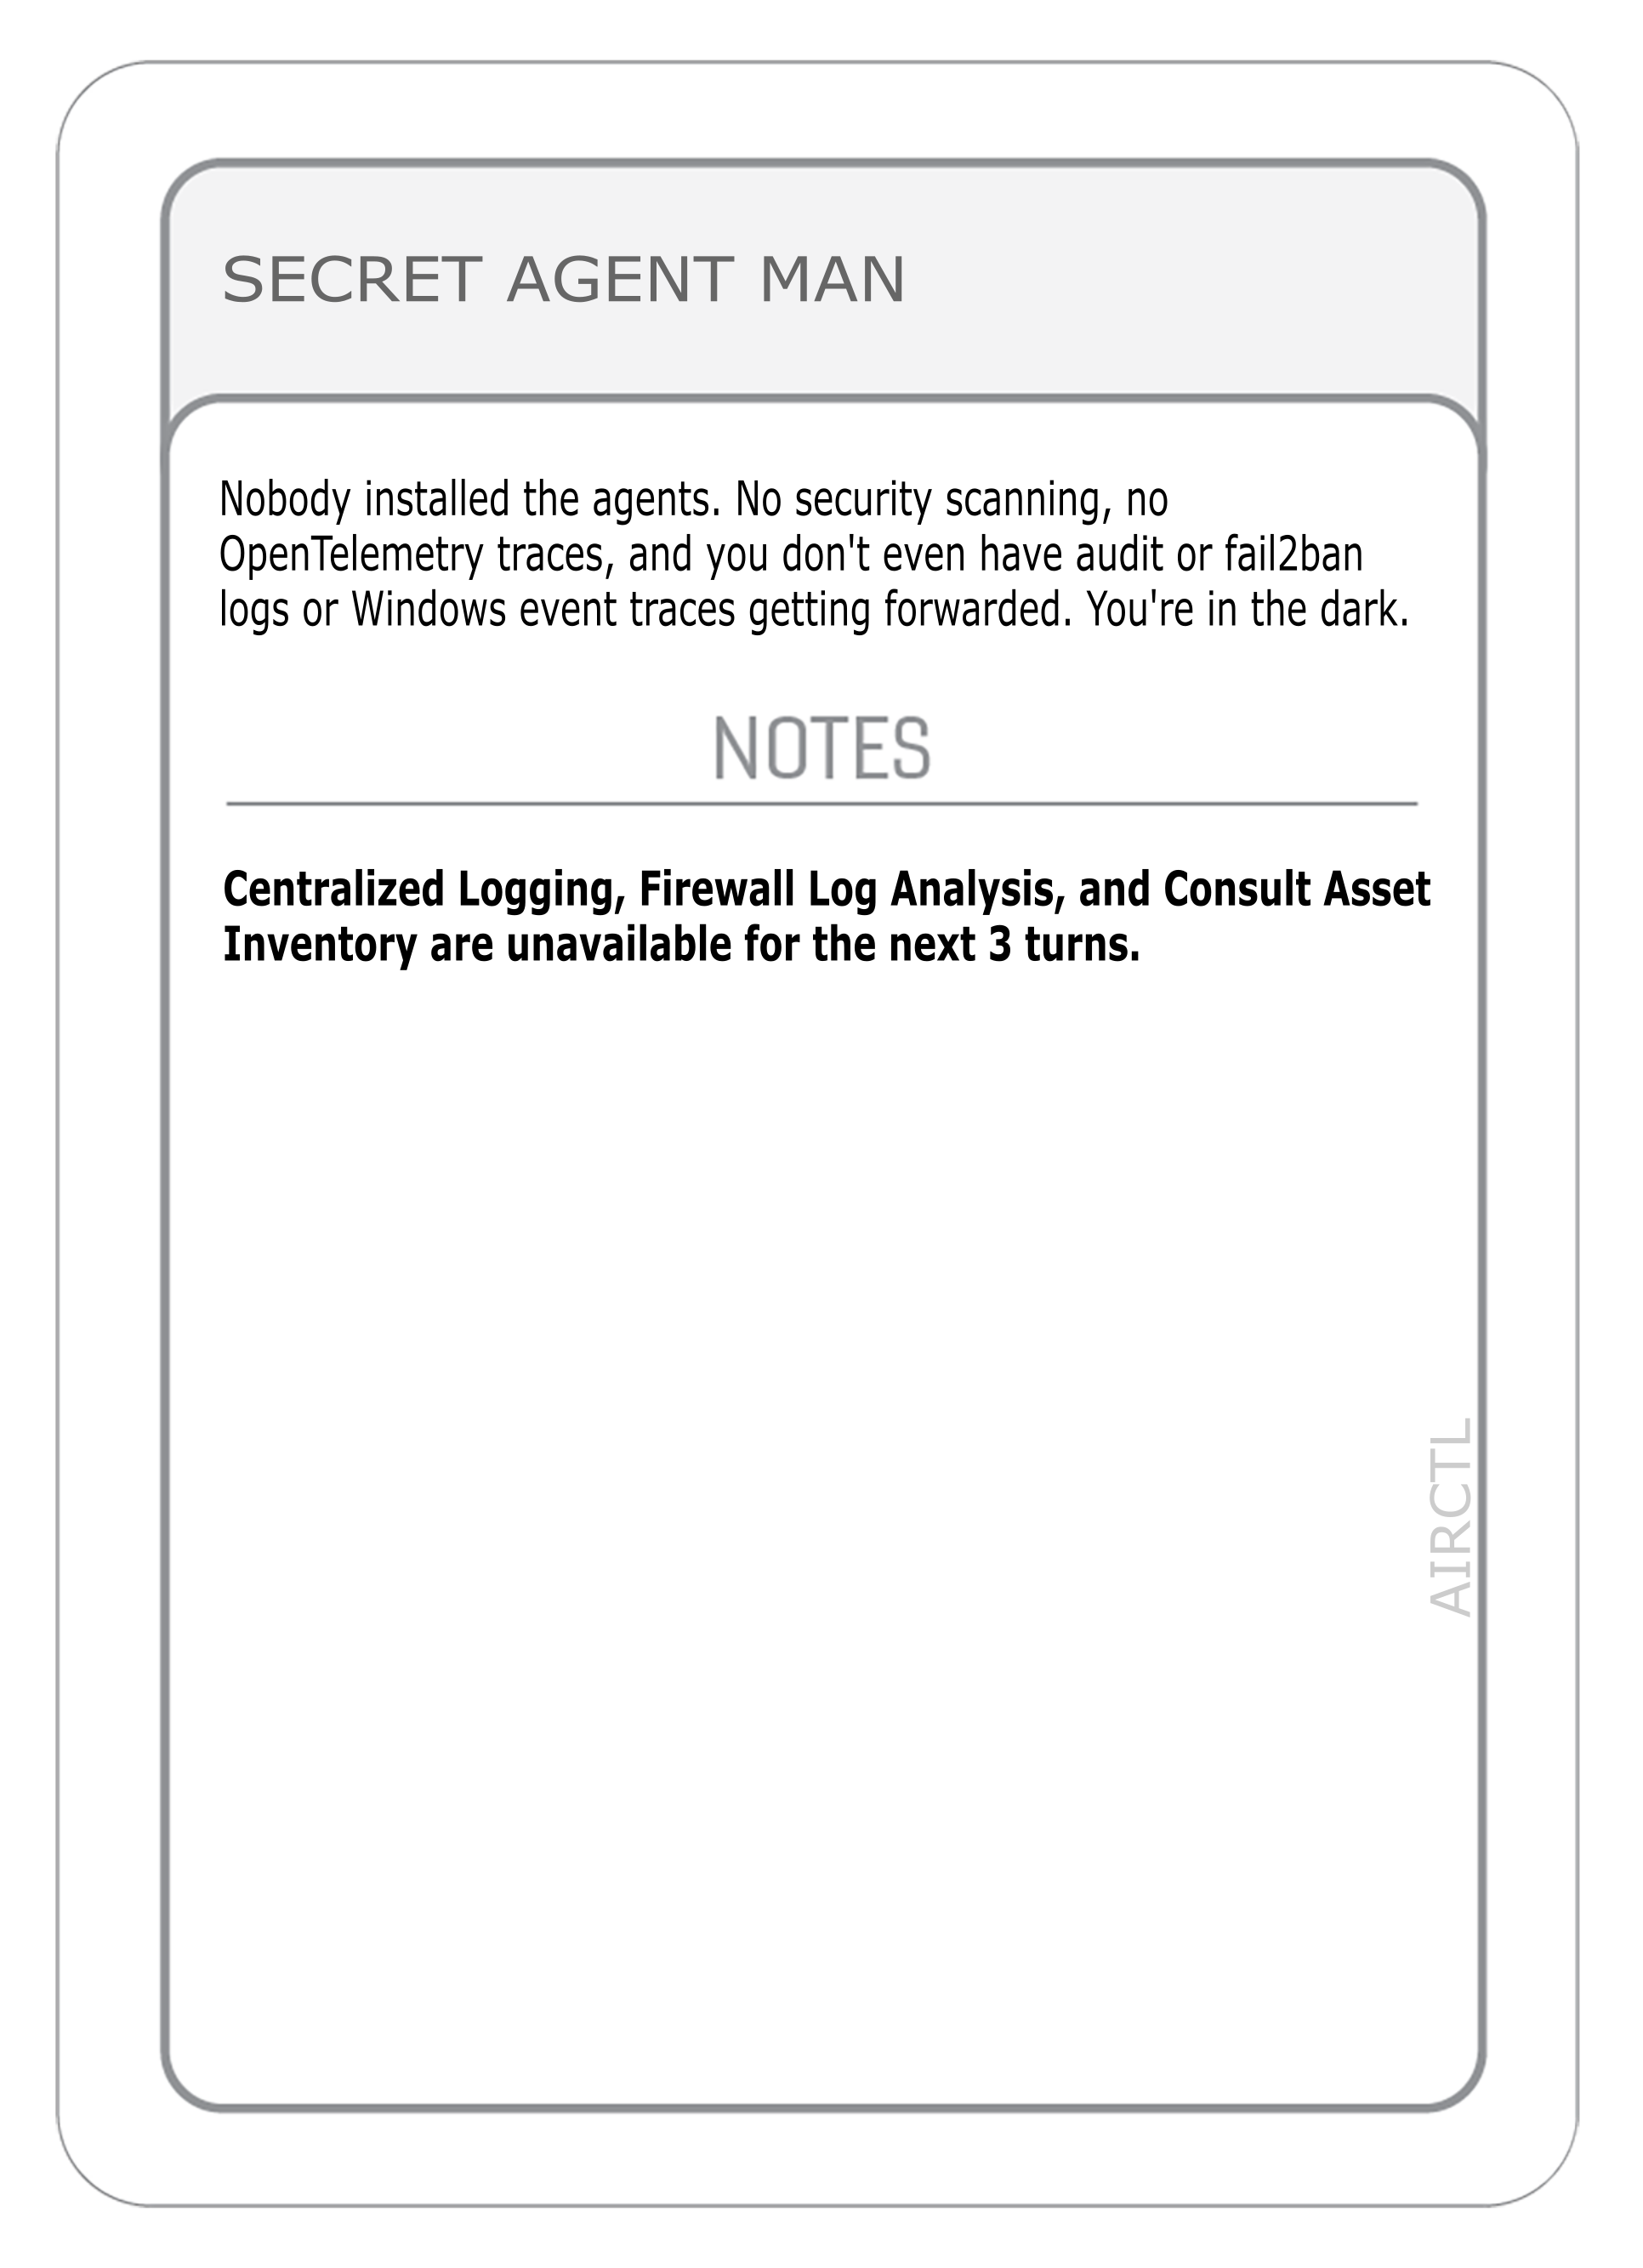 SECRET AGENT MAN
Nobody installed the agents. No security scanning, no
OpenTelemetry traces, and you don't even have audit or fail2ban
logs or Windows event traces getting forwarded. You're in the dark.
NOTES
Centralized Logging, Firewall Log Analysis, and Consult Asset
Inventory are unavailable for the next 3 turns.
AIRCTL